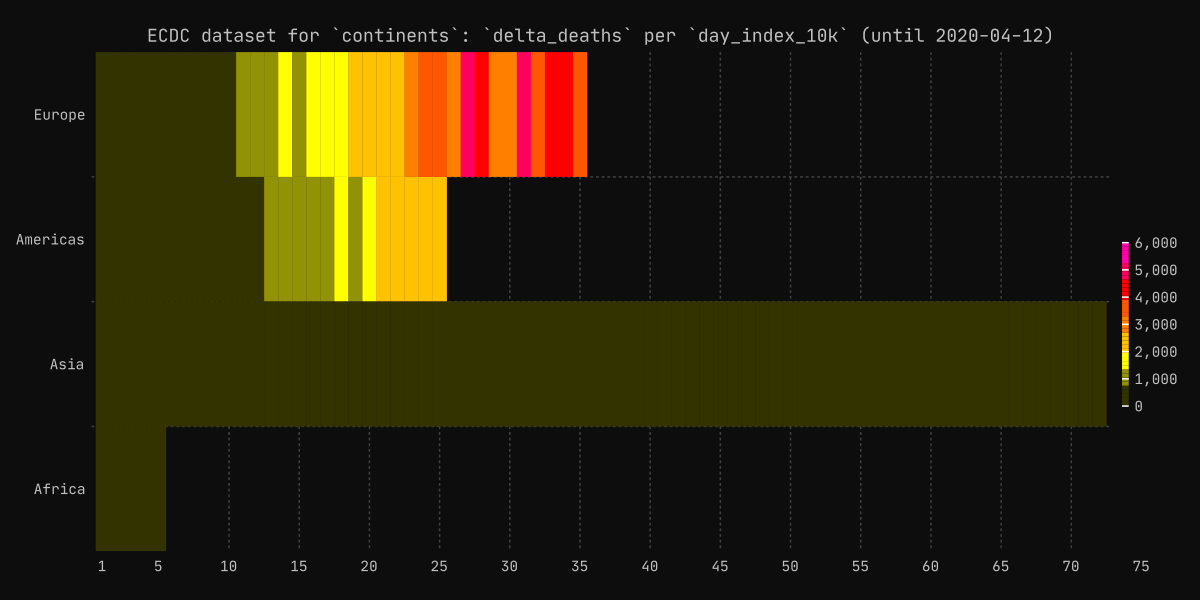 ECDC dataset for `continents`: `delta_deaths` per `day_index_10k` (until 2020-04-12)
Europe
Americas
Asia
Africa
6,000
5,000
4,000
3,000
2,000
1,000
0
1 5 10 15 20 25 30 35 40 45 50 55 60 65 70 75